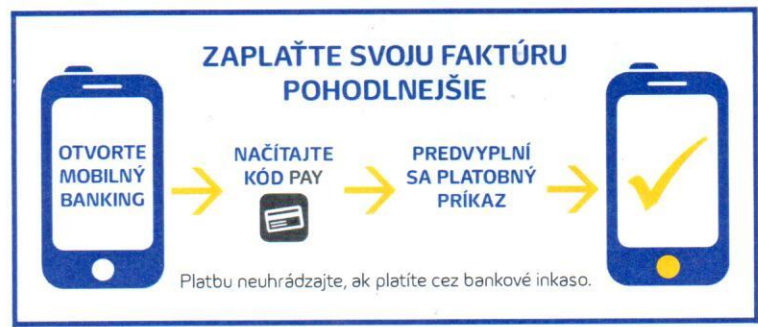 ZAPLAŤTE SVOJU FAKTÚRU
POHODLNEJŠIE
OTVORTE
MOBILNÝ
BANKING
NAČÍTAJTE
KÓD PAY
PREDVYPLNÍ
SA PLATOBNÝ
PRÍKAZ
Platbu neuhrádzajte, ak platíte cez bankové inkaso.